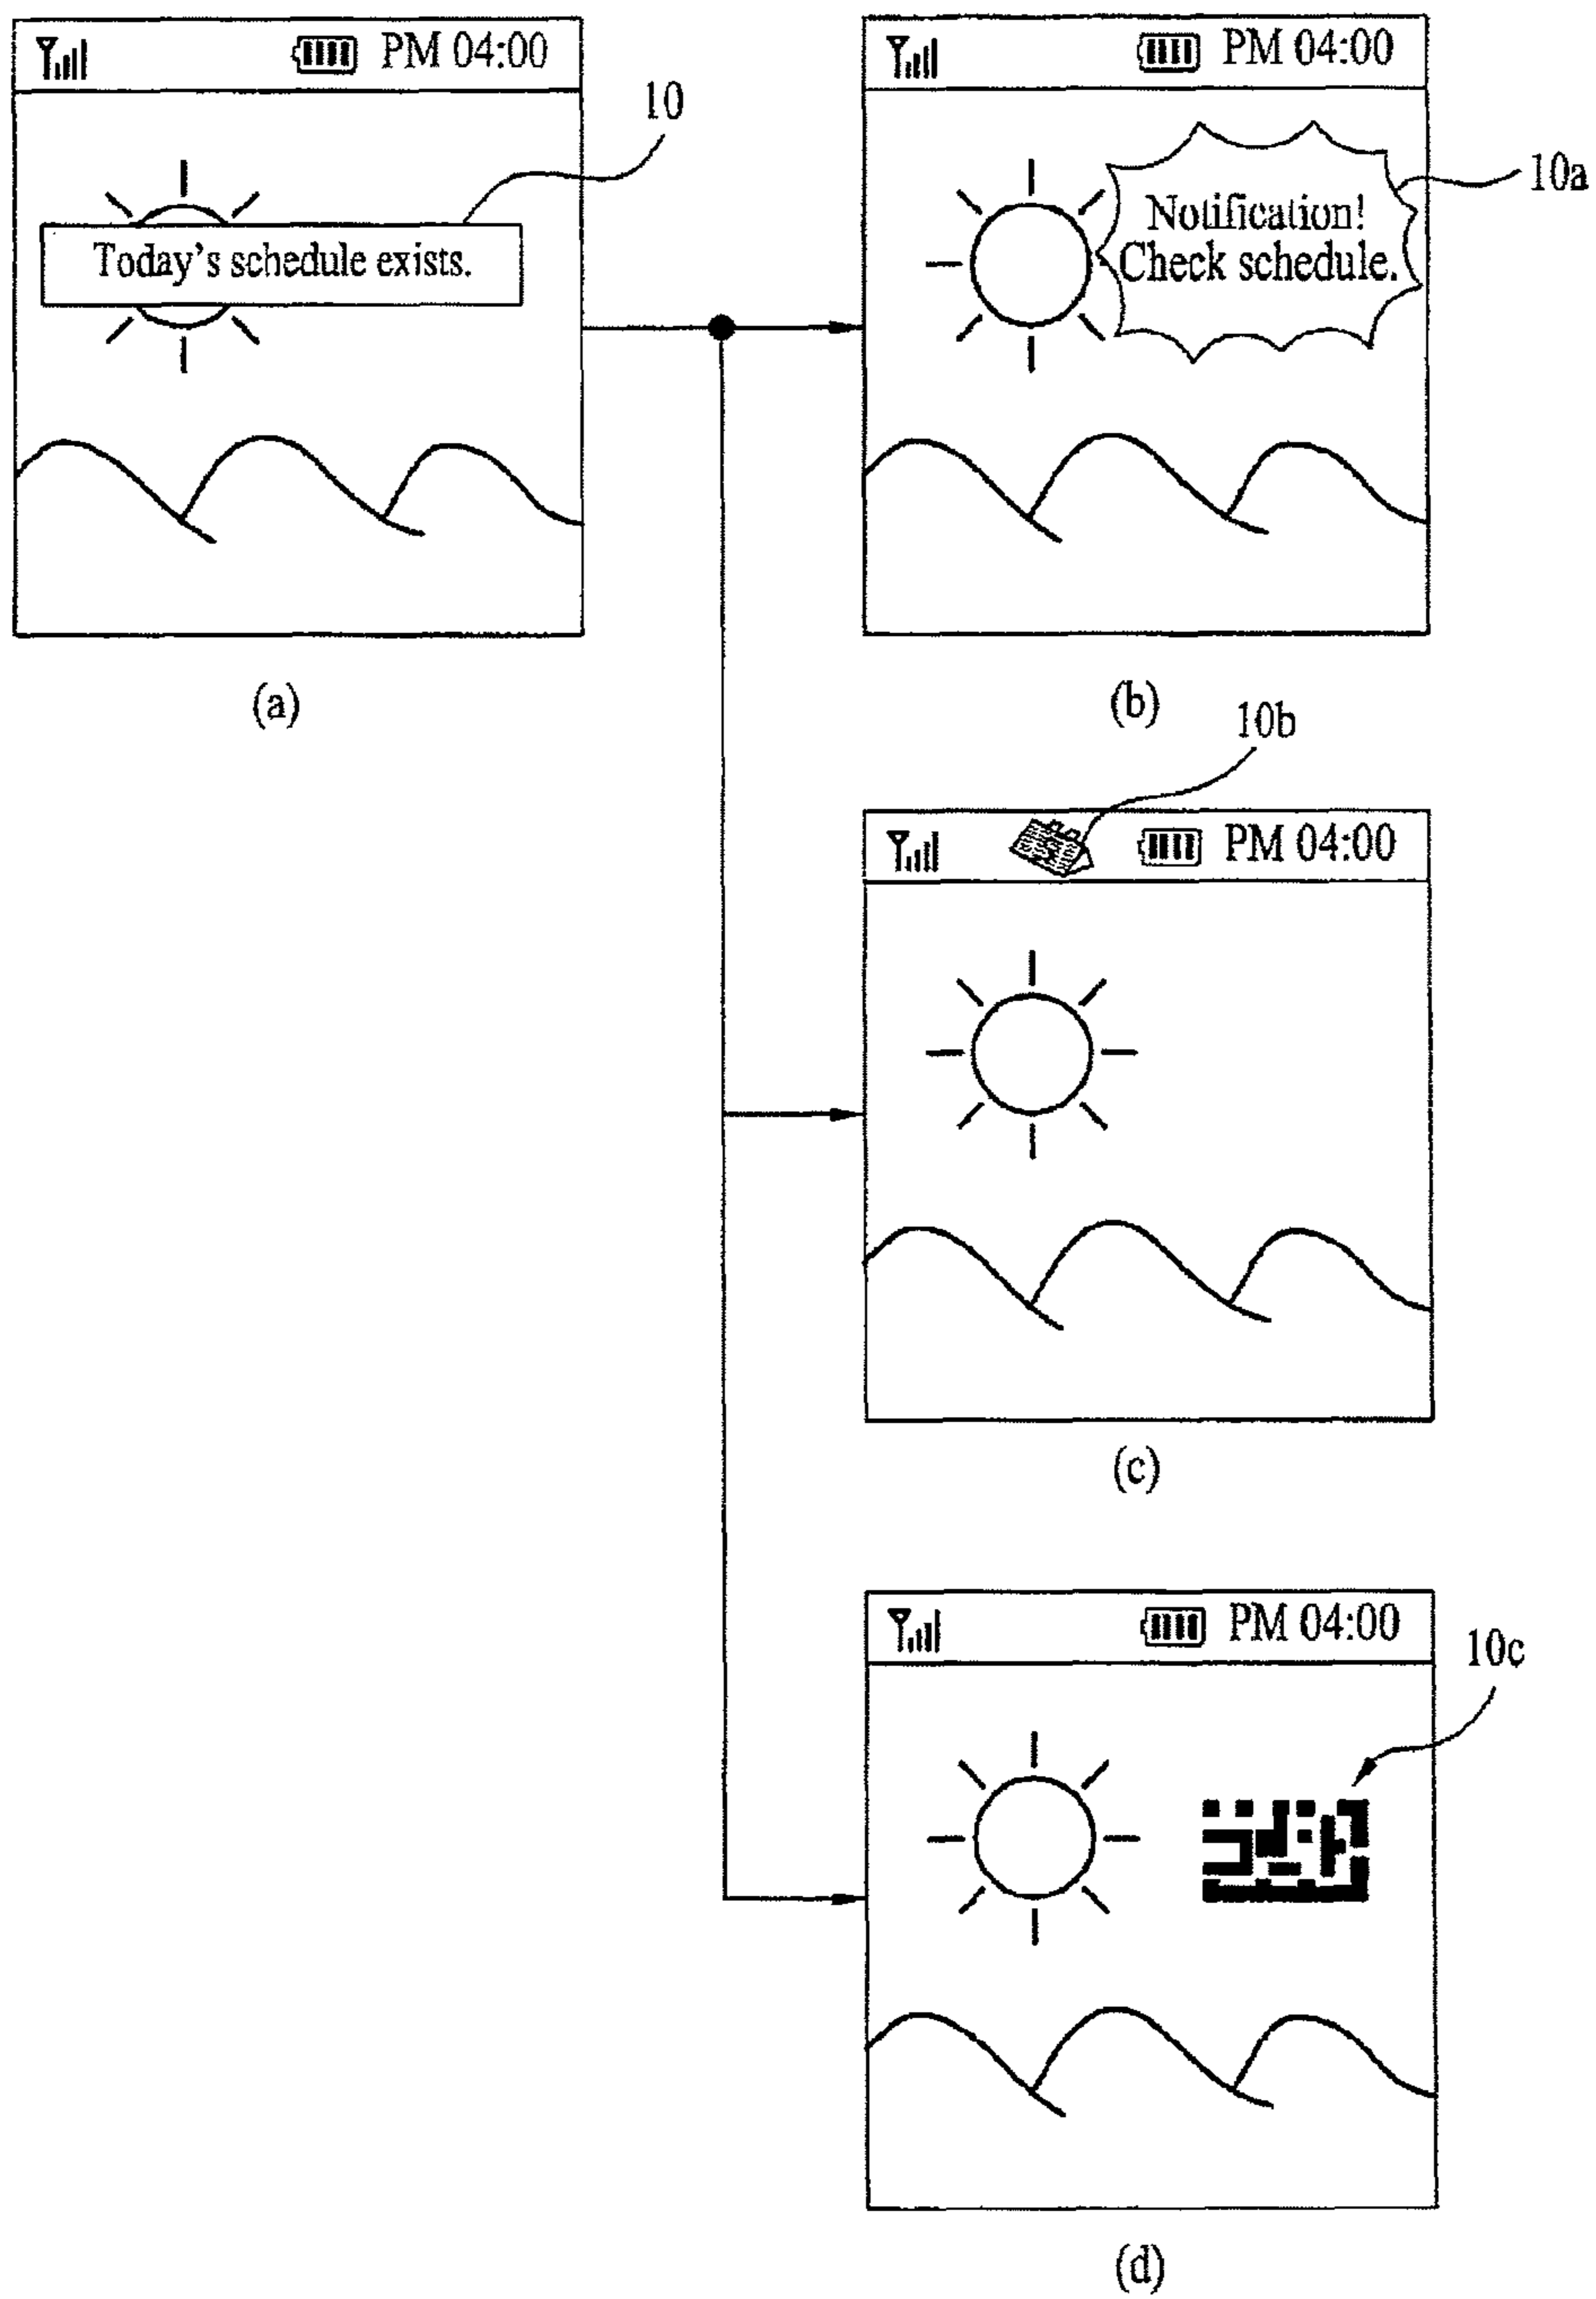 PM 04:00
10
Today's schedule exists.
(a)
PM 04:00
10a
Notification!
Check schedule.
(b)
10b
PM 04:00
(c)
PM 04:00
10c
(d)